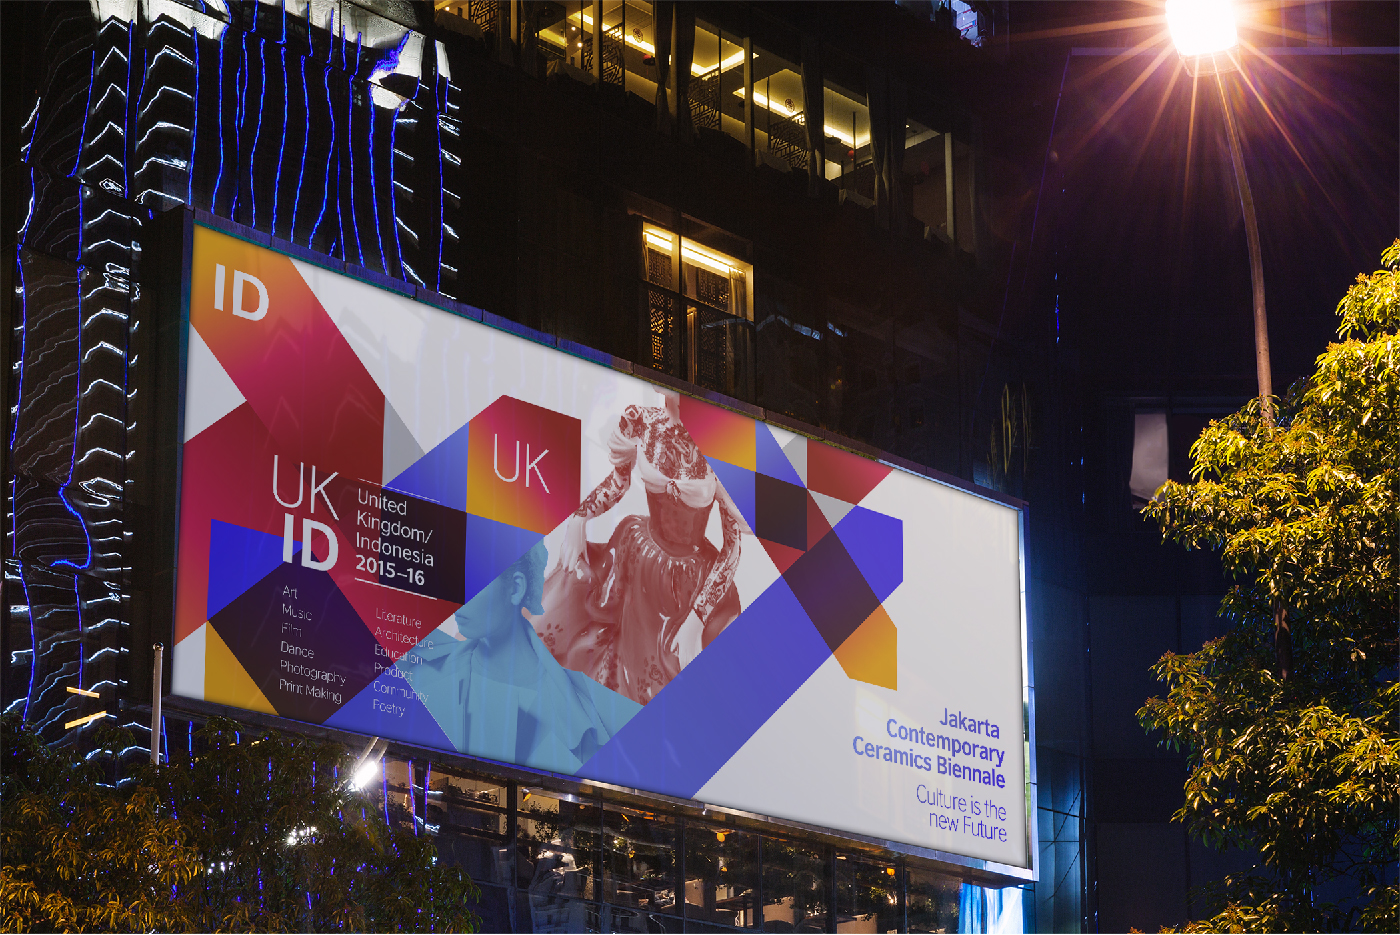 ID
UK
UK
ID
United
Kingdom/
Indonesia
2015–16
Art
Music
Film
Dance
Photography
Print Making
Literature
Architecture
Education
Product
Community
Poetry
Jakarta
Contemporary
Ceramics Biennale
Culture is the
new Future